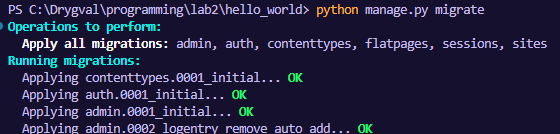 PS C:\Drygval\programming\lab2\hello_world> python manage.py migrate
Operations to perform:
Apply all migrations: admin, auth, contenttypes, flatpages, sessions, sites
Running migrations:
Applying contenttypes.0001_initial... OK
Applying auth.0001_initial... OK
Applying admin.0001_initial... OK
Applying admin.0002_logentry_remove_auto_add... OK